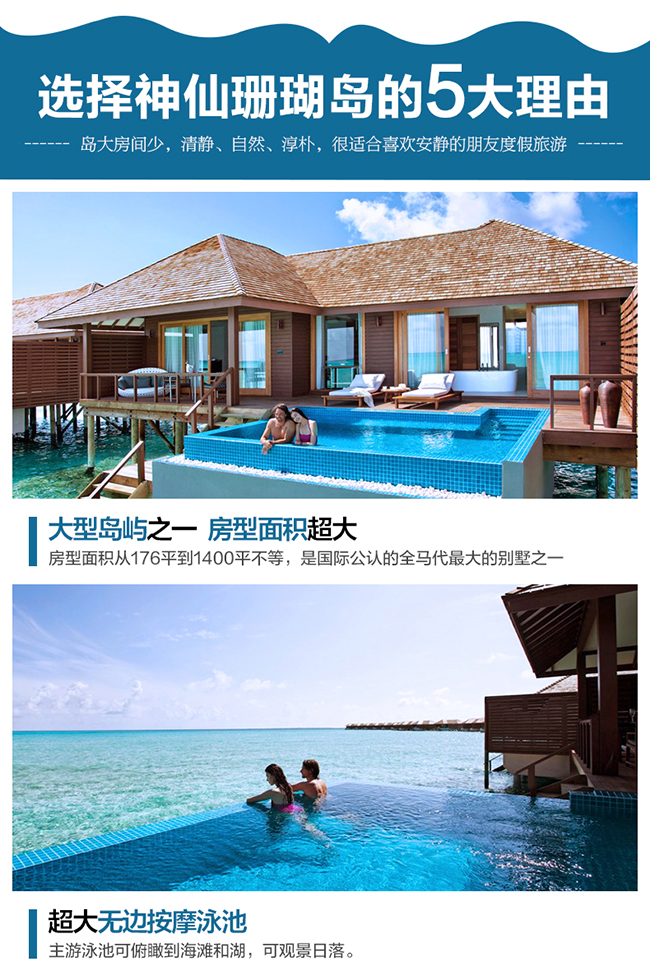 选择神仙珊瑚岛的5大理由
岛大房间少，清静、自然、淳朴，很适合喜欢安静的朋友度假旅游
大型岛屿之一 房型面积超大
房型面积从176平到1400平不等，是国际公认的全马代最大的别墅之一
超大无边按摩泳池
主游泳池可俯瞰到海滩和湖，可观景日落。